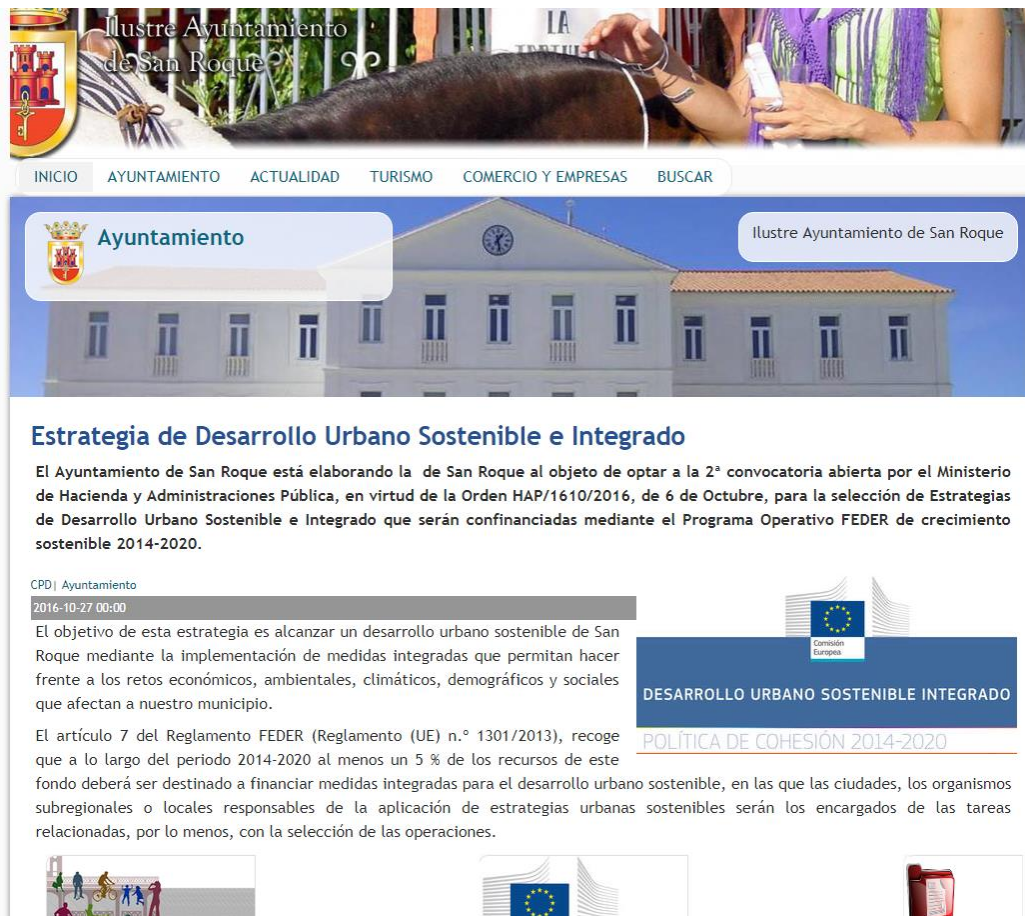 Ilustre Ayuntamiento
de San Roque
LA
INICIO AYUNTAMIENTO ACTUALIDAD TURISMO COMERCIO Y EMPRESAS BUSCAR
Ayuntamiento
Ilustre Ayuntamiento de San Roque
Estrategia de Desarrollo Urbano Sostenible e Integrado
El Ayuntamiento de San Roque está elaborando la de San Roque al objeto de optar a la 2ª convocatoria abierta por el Ministerio
de Hacienda y Administraciones Pública, en virtud de la Orden HAP/1610/2016, de 6 de Octubre, para la selección de Estrategias
de Desarrollo Urbano Sostenible e Integrado que serán confinanciadas mediante el Programa Operativo FEDER de crecimiento
sostenible 2014-2020.
CPD| Ayuntamiento
2016-10-27 00:00
El objetivo de esta estrategia es alcanzar un desarrollo urbano sostenible de San
Roque mediante la implementación de medidas integradas que permitan hacer
frente a los retos económicos, ambientales, climáticos, demográficos y sociales
que afectan a nuestro municipio.
Comisión
Europea
DESARROLLO URBANO SOSTENIBLE INTEGRADO
POLÍTICA DE COHESIÓN 2014-2020
El artículo 7 del Reglamento FEDER (Reglamento (UE) n.º 1301/2013), recoge
que a lo largo del periodo 2014-2020 al menos un 5 % de los recursos de este
fondo deberá ser destinado a financiar medidas integradas para el desarrollo urbano sostenible, en las que las ciudades, los organismos
subregionales o locales responsables de la aplicación de estrategias urbanas sostenibles serán los encargados de las tareas
relacionadas, por lo menos, con la selección de las operaciones.